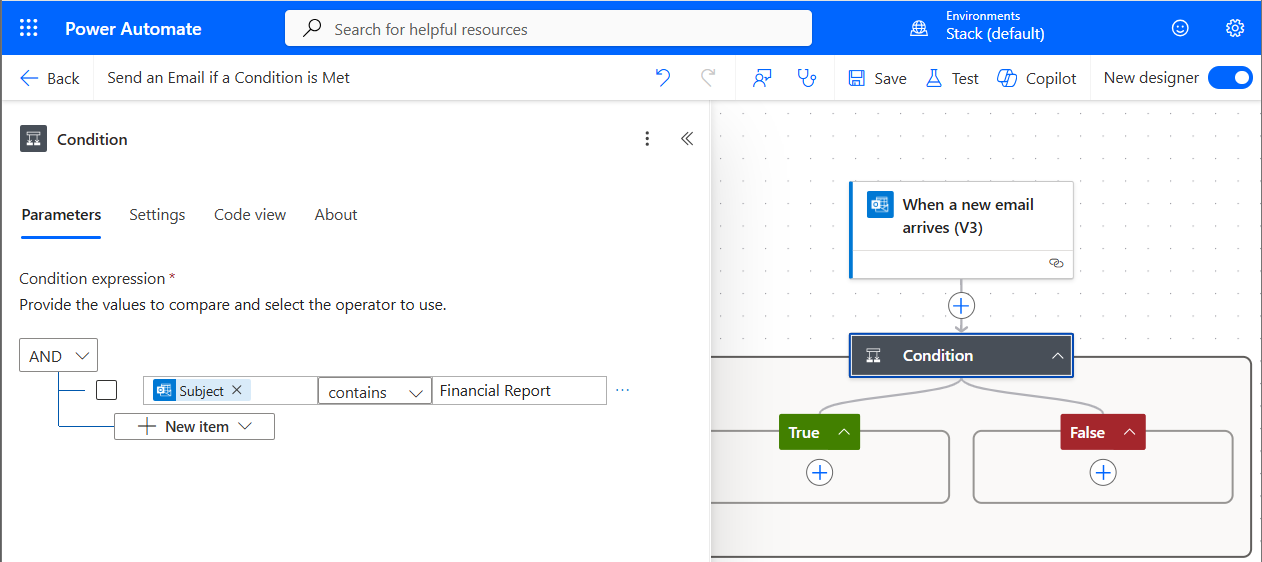 Power Automate
Search for helpful resources
Environments
Stack (default)
Back
Send an Email if a Condition is Met
Save
Test
Copilot
New designer
Condition
Parameters
Settings
Code view
About
Condition expression *
Provide the values to compare and select the operator to use.
AND
Subject
contains
Financial Report
New item
When a new email
arrives (V3)
Condition
True
False